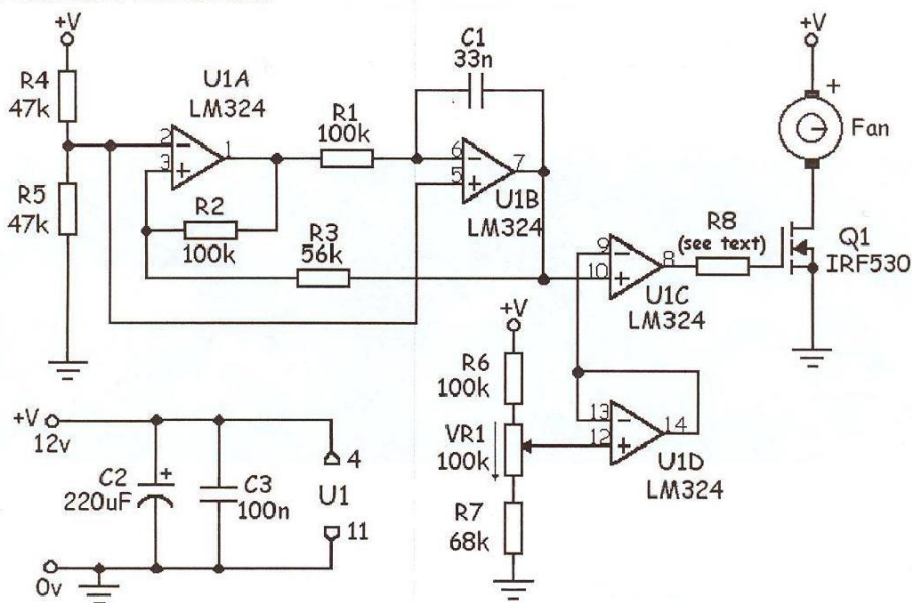 +V
R4
47k
R5
47k
U1A
LM324
2
3
1
R1
100k
R2
100k
R3
56k
C1
33n
6
5
7
U1B
LM324
9
10
8
U1C
LM324
R8
(see text)
+V
+
Fan
Q1
IRF530
+V
R6
100k
VR1
100k
R7
68k
13
12
14
U1D
LM324
+V
12v
C2
220uF
+
C3
100n
4
U1
11
0v